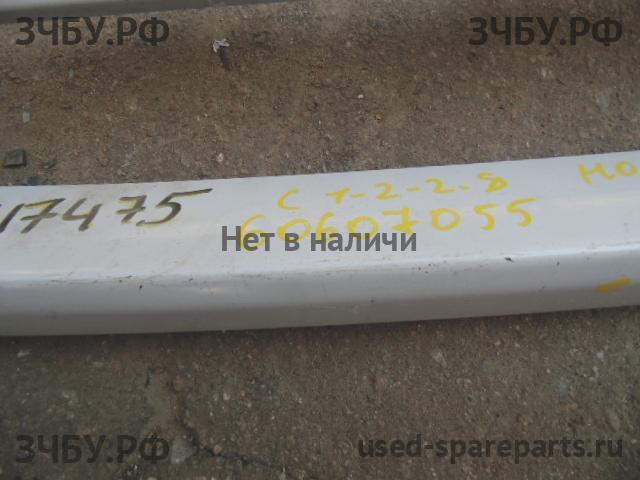 ЗЧБУ.РФ
ЗЧБУ.РФ
С 1-2-2-8
НО
17475
60607055
Нет в наличи
ЗЧБУ.РФ
used-spareparts.ru